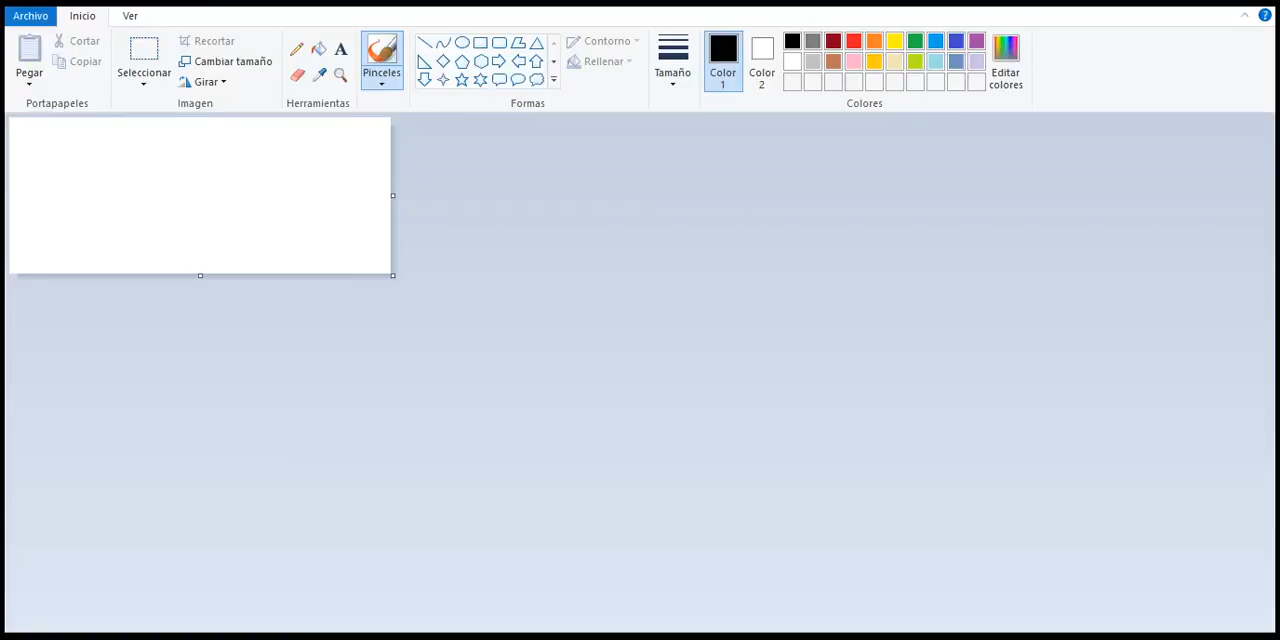 Archivo Inicio Ver
Pegar
Cortar
Copiar
Portapapeles
Seleccionar
Recortar
Cambiar tamaño
Girar
Imagen
A
Herramientas
Pinceles
Formas
Contorno
Rellenar
Tamaño
Color
1
Color
2
Colores
Editar
colores
?